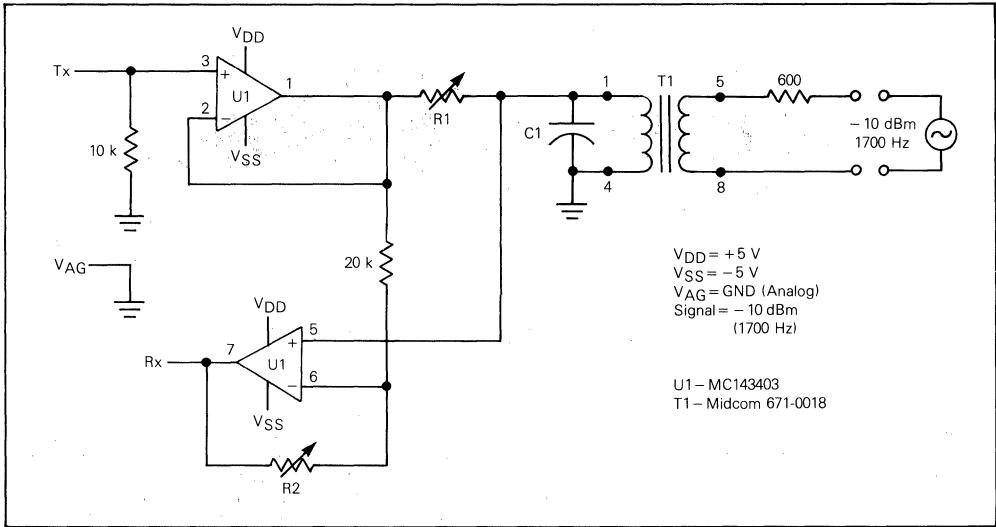 VDD
Tx
3
+
U1
1
2
−
VSS
10 k
R1
C1
1
4
T1
5
8
600
− 10 dBm
1700 Hz
VAG
20 k
VDD
Rx
7
U1
5
+
6
−
VSS
R2
VDD = +5 V
VSS = −5 V
VAG = GND (Analog)
Signal = − 10 dBm
(1700 Hz)
U1 – MC143403
T1 – Midcom 671-0018